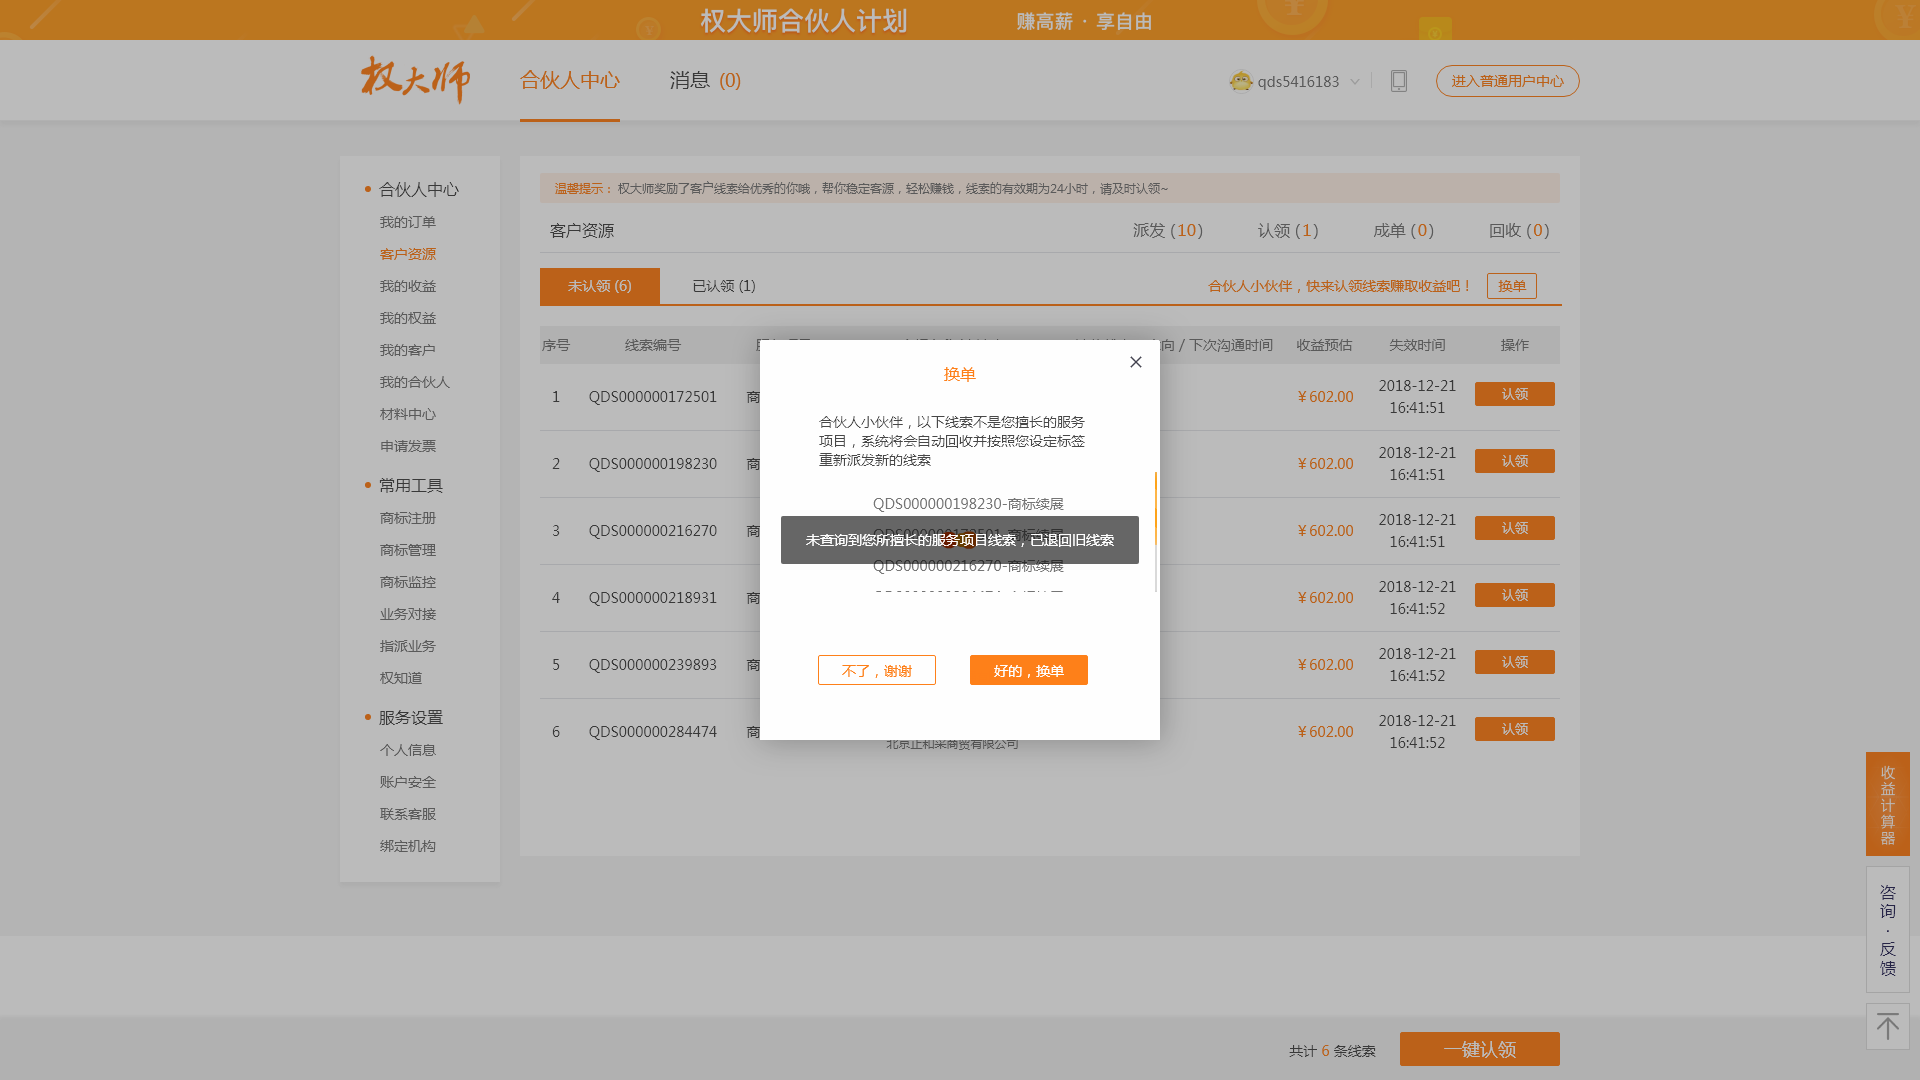 权大师合伙人计划 赚高薪 · 享自由
权大师 合伙人中心 消息 (0) qds5416183 进入普通用户中心
合伙人中心
我的订单
客户资源
我的收益
我的权益
我的客户
我的合伙人
材料中心
申请发票
常用工具
商标注册
商标管理
商标监控
业务对接
指派业务
权知道
服务设置
个人信息
账户安全
联系客服
绑定机构
温馨提示： 权大师奖励了客户线索给优秀的你哦，帮你稳定客源，轻松赚钱，线索的有效期为24小时，请及时认领~
客户资源 派发 (10) 认领 (1) 成单 (0) 回收 (0)
未认领 (6) 已认领 (1) 合伙人小伙伴，快来认领线索赚取收益吧！ 换单
序号 线索编号 向 / 下次沟通时间 收益预估 失效时间 操作
1 QDS000000172501 商 ￥602.00 2018-12-21 16:41:51 认领
2 QDS000000198230 商 ￥602.00 2018-12-21 16:41:51 认领
3 QDS000000216270 商 ￥602.00 2018-12-21 16:41:51 认领
4 QDS000000218931 商 ￥602.00 2018-12-21 16:41:52 认领
5 QDS000000239893 商 ￥602.00 2018-12-21 16:41:52 认领
6 QDS000000284474 商 ￥602.00 2018-12-21 16:41:52 认领
换单
合伙人小伙伴，以下线索不是您擅长的服务
项目，系统将会自动回收并按照您设定标签
重新派发新的线索
QDS000000198230-商标续展
未查询到您所擅长的服务项目线索，已退回旧线索
QDS000000216270-商标续展
不了，谢谢 好的，换单
收益计算器
咨询·反馈
共计 6 条线索 一键认领